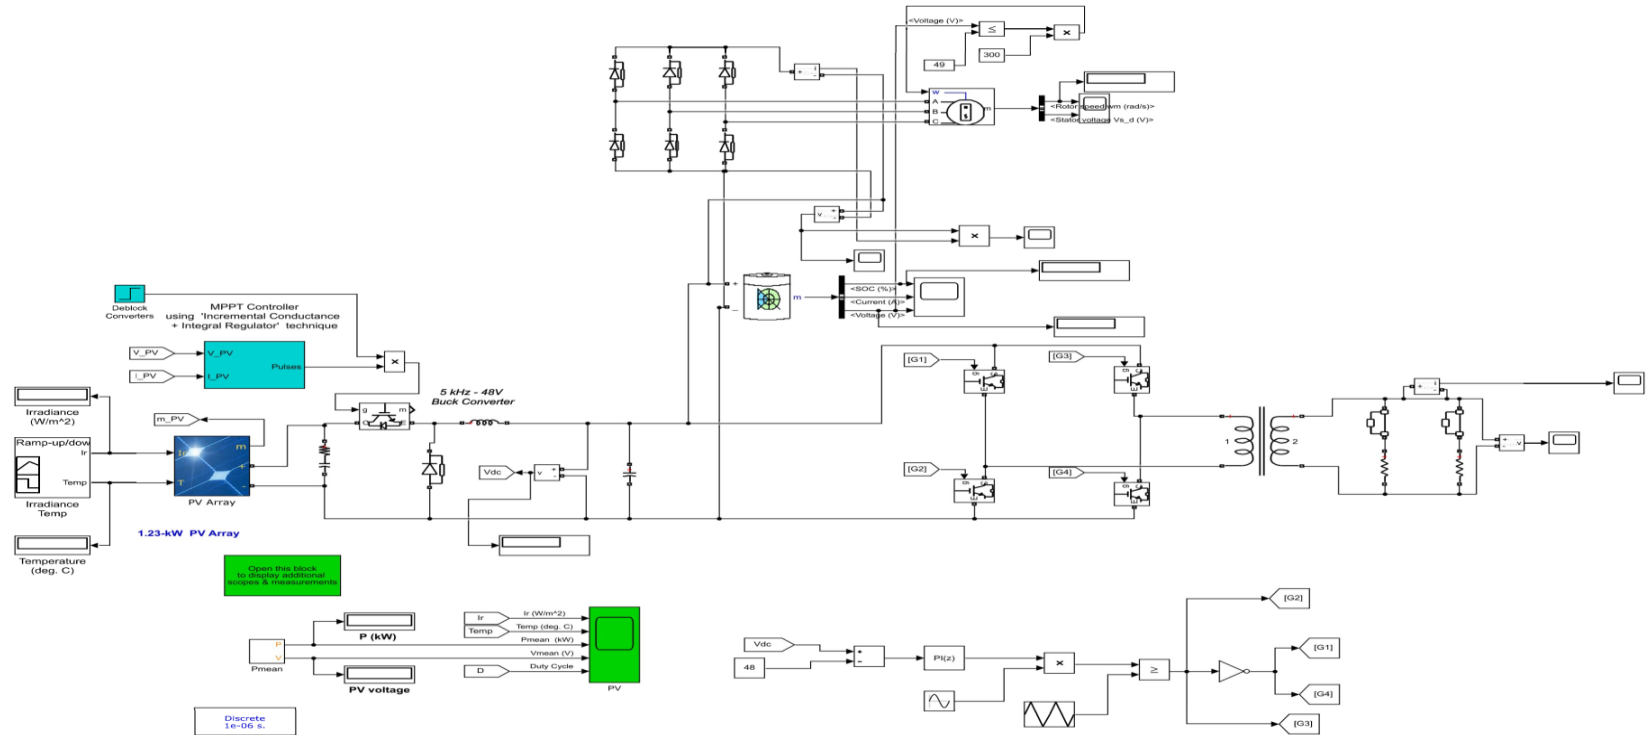 <Voltage (V)>
≤
×
49
300
i
+
-
w
A
B
C
m
<Rotor speed wm (rad/s)>
<Stator voltage Vs_d (V)>
v
+
-
×
+
-
m
<SOC (%)>
<Current (A)>
<Voltage (V)>
Deblock
Converters
MPPT Controller
using 'Incremental Conductance
+ Integral Regulator' technique
V_PV
I_PV
V_PV
I_PV
Pulses
×
Irradiance
(W/m^2)
m_PV
g
m
C
E
5 kHz - 48V
Buck Converter
Ramp-up/dow
Ir
Temp
Irradiance
Temp
Ir
T
m
+
-
PV Array
Vdc
v
+
-
[G1]
[G3]
[G2]
[G4]
1
2
i
+
-
+
-
v
1.23-kW PV Array
Temperature
(deg. C)
Open this block
to display additional
scopes & measurements
P
V
Pmean
P (kW)
PV voltage
Ir
Temp
D
Ir (W/m^2)
Temp (deg. C)
Pmean (kW)
Vmean (V)
Duty Cycle
PV
Discrete
1e-06 s.
Vdc
48
+
-
PI(z)
×
≥
[G2]
[G1]
[G4]
[G3]